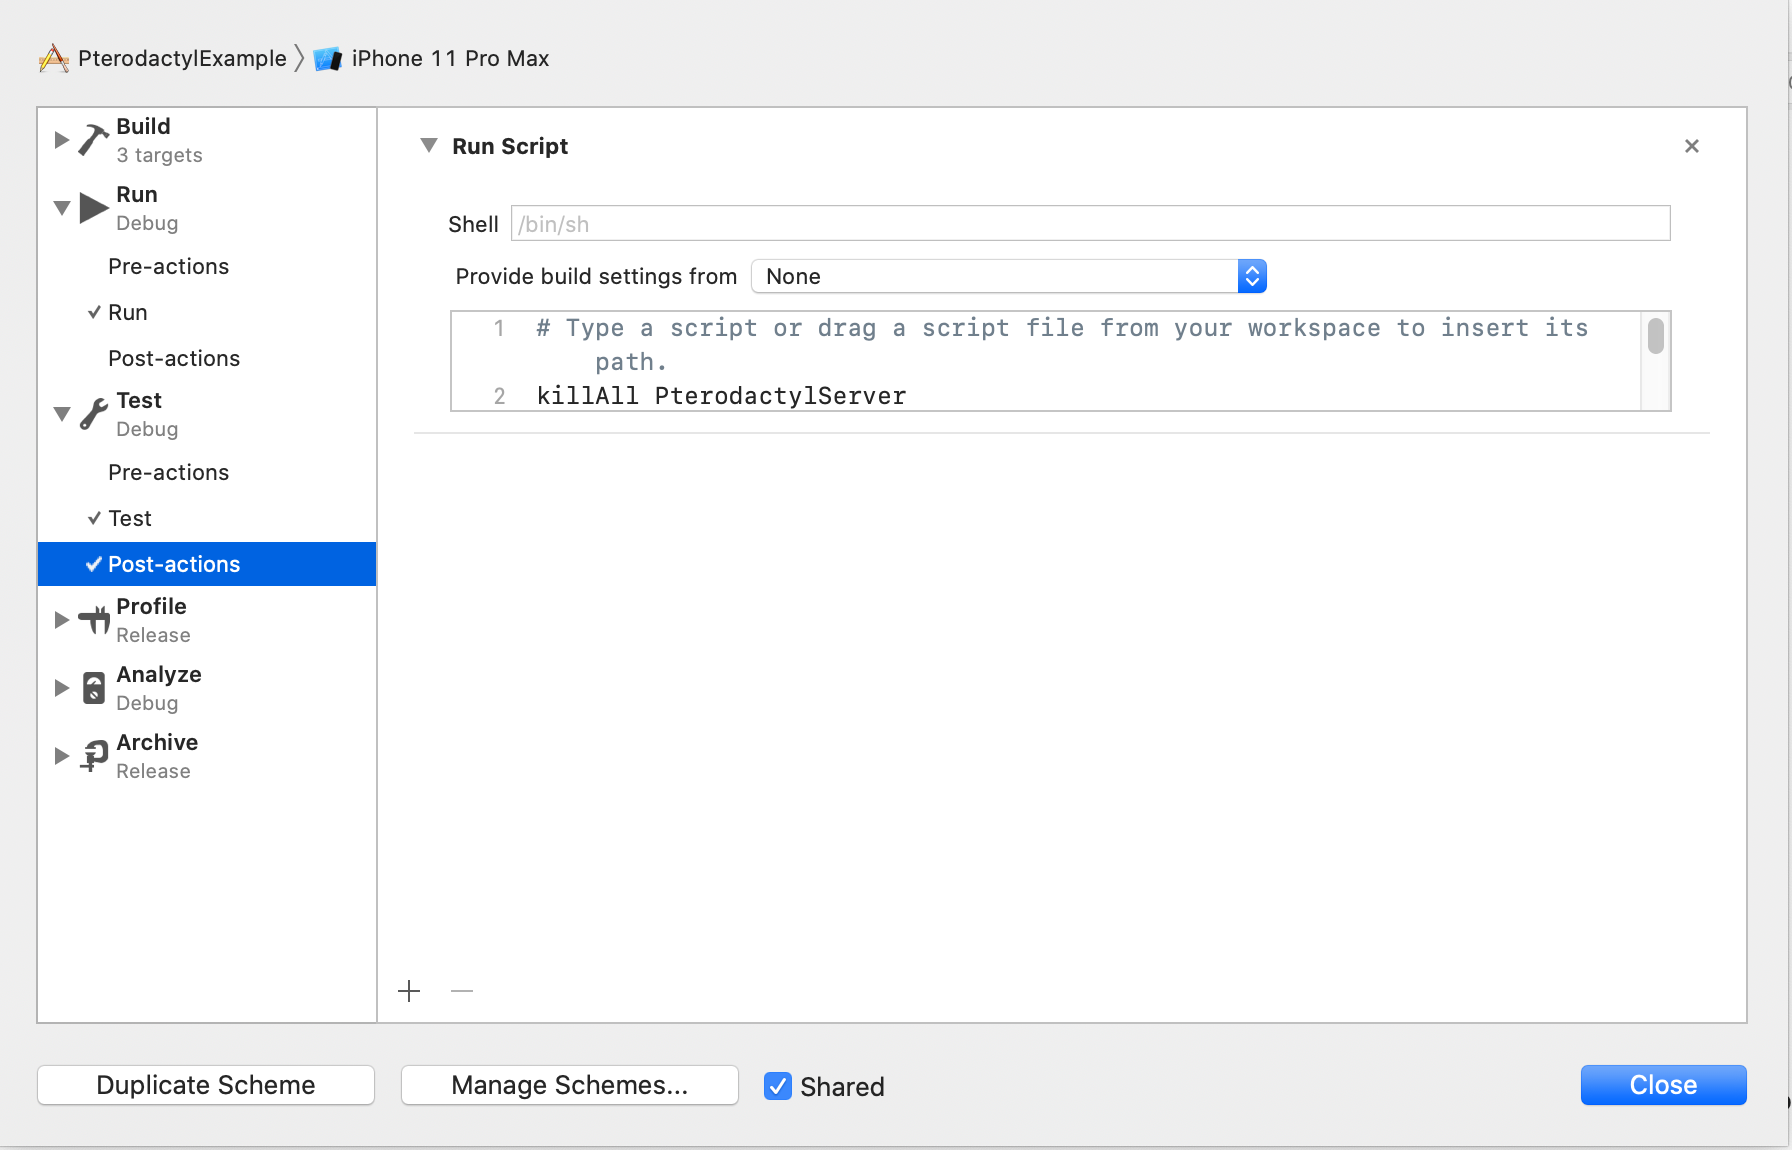 PterodactylExample
iPhone 11 Pro Max
Build
3 targets
Run
Debug
Pre-actions
Run
Post-actions
Test
Debug
Pre-actions
Test
Post-actions
Profile
Release
Analyze
Debug
Archive
Release
Run Script
Shell /bin/sh
Provide build settings from None
1 # Type a script or drag a script file from your workspace to insert its
path.
2 killAll PterodactylServer
Duplicate Scheme
Manage Schemes...
Shared
Close